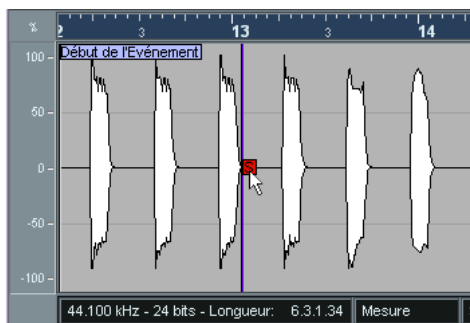 % 2 3 13 3 14
Début de l'Evénement
100
50
0
-50
-100
S
44.100 kHz - 24 bits - Longueur: 6.3.1.34 Mesure